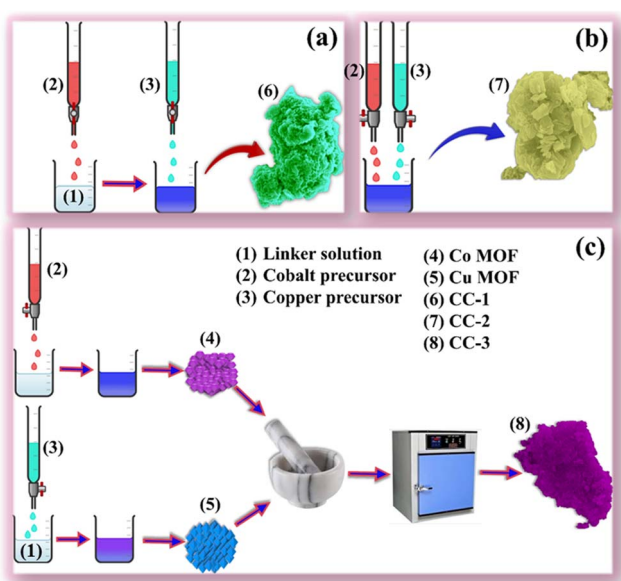 (a)
(2)
(3)
(6)
(1)
(b)
(2)
(3)
(7)
(c)
(1) Linker solution
(2) Cobalt precursor
(3) Copper precursor
(4) Co MOF
(5) Cu MOF
(6) CC-1
(7) CC-2
(8) CC-3
(2)
(4)
(3)
(1)
(5)
(8)